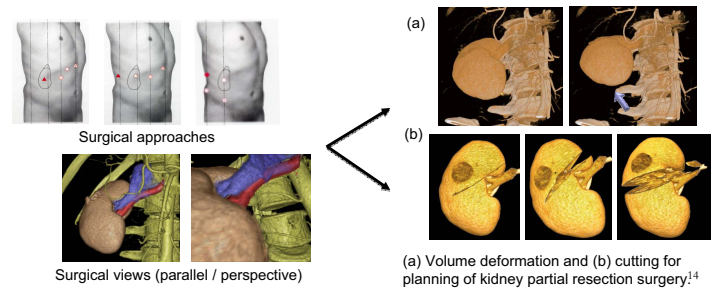 Surgical approaches
Surgical views (parallel / perspective)
(a)
(b)
(a) Volume deformation and (b) cutting for
planning of kidney partial resection surgery.14